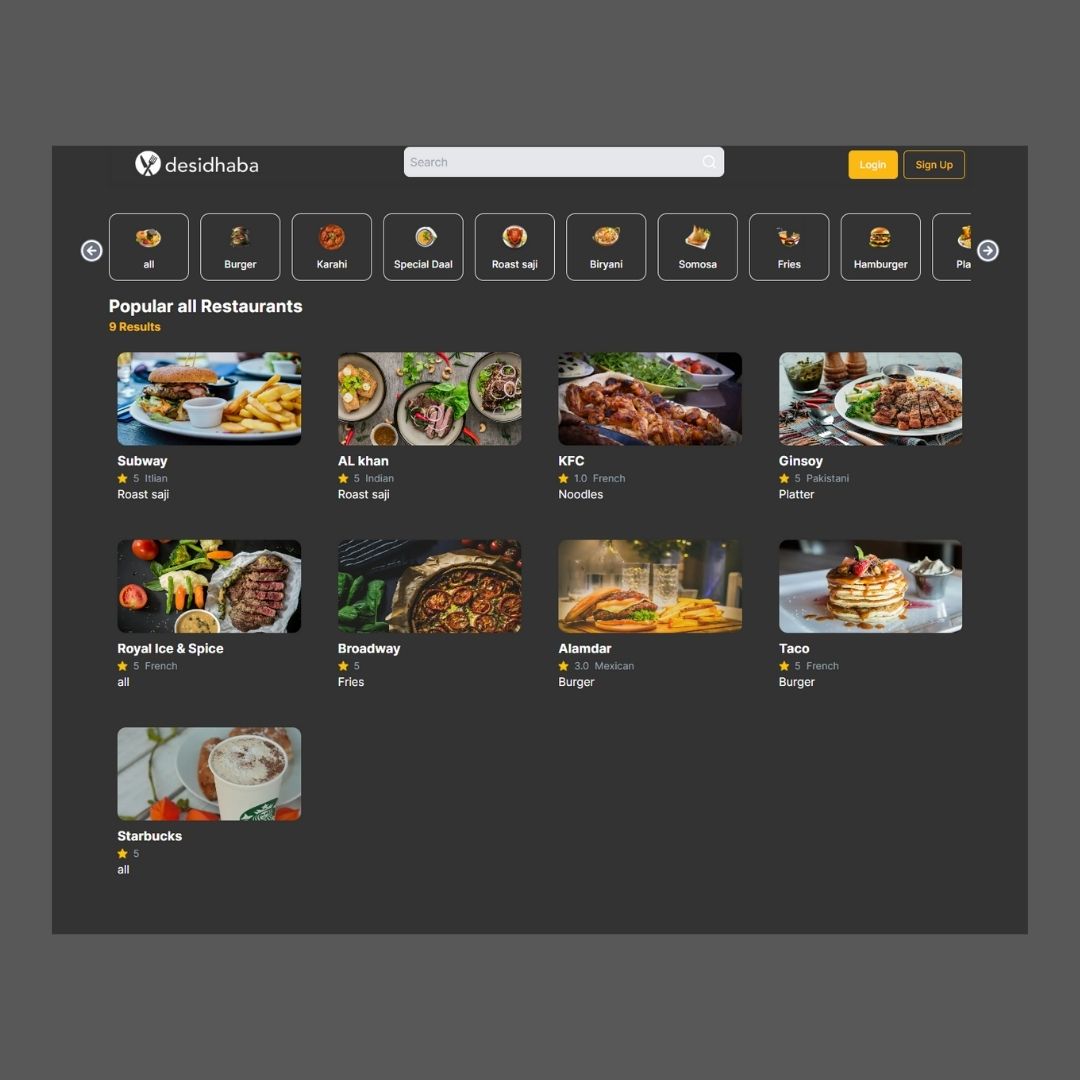 desidhaba
Search
Login
Sign Up
all
Burger
Karahi
Special Daal
Roast saji
Biryani
Somosa
Fries
Hamburger
Pla
Popular all Restaurants
9 Results
Subway
5 Itlian
Roast saji
AL khan
5 Indian
Roast saji
KFC
1.0 French
Noodles
Ginsoy
5 Pakistani
Platter
Royal Ice & Spice
5 French
all
Broadway
5
Fries
Alamdar
3.0 Mexican
Burger
Taco
5 French
Burger
Starbucks
5
all